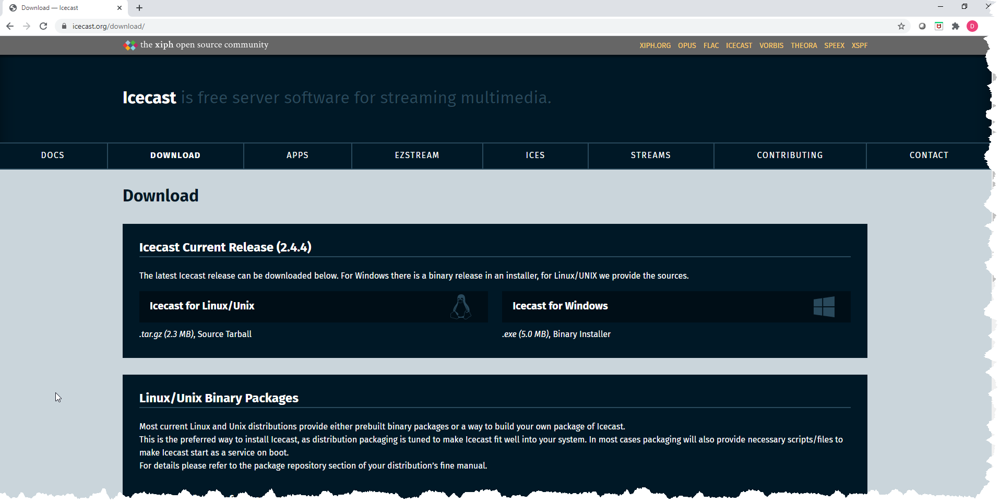 Download — Icecast
icecast.org/download/
D
the xiph open source community
XIPH.ORG OPUS FLAC ICECAST VORBIS THEORA SPEEX XSPF
Icecast is free server software for streaming multimedia.
DOCS DOWNLOAD APPS EZSTREAM ICES STREAMS CONTRIBUTING CONTACT
Download
Icecast Current Release (2.4.4)
The latest Icecast release can be downloaded below. For Windows there is a binary release in an installer, for Linux/UNIX we provide the sources.
Icecast for Linux/Unix
Icecast for Windows
.tar.gz (2.3 MB), Source Tarball
.exe (5.0 MB), Binary Installer
Linux/Unix Binary Packages
Most current Linux and Unix distributions provide either prebuilt binary packages or a way to build your own package of Icecast.
This is the preferred way to install Icecast, as distribution packaging is tuned to make Icecast fit well into your system. In most cases packaging will also provide necessary scripts/files to
make Icecast start as a service on boot.
For details please refer to the package repository section of your distribution’s fine manual.